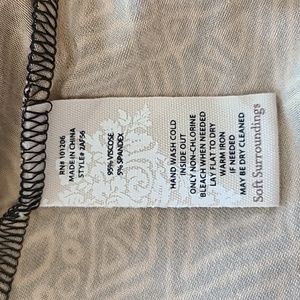 RN# 101206
MADE IN CHINA
STYLE# 2AF56
95% VISCOSE
5% SPANDEX
HAND WASH COLD
INSIDE OUT
ONLY NON-CHLORINE
BLEACH WHEN NEEDED
LAY FLAT TO DRY
WARM IRON
IF NEEDED
MAY BE DRY CLEANED
Soft Surroundings